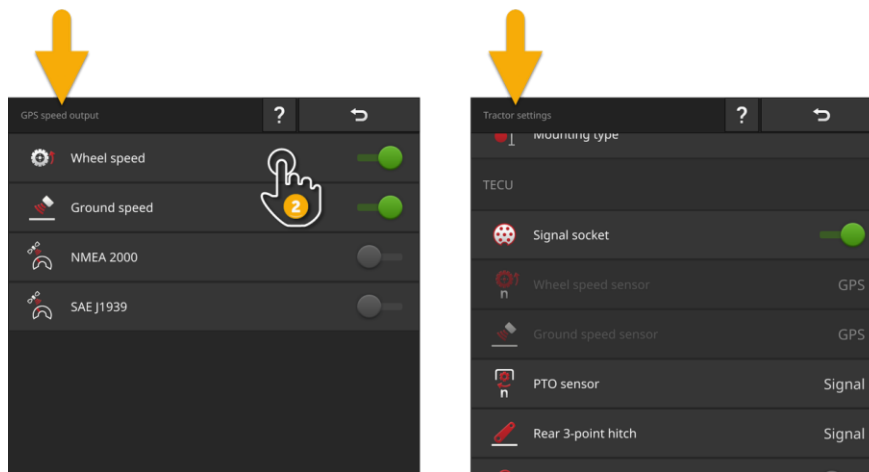 GPS speed output
?
Wheel speed
2
Ground speed
NMEA 2000
SAE J1939
Tractor settings
?
Mounting type
TECU
Signal socket
n
Wheel speed sensor
GPS
Ground speed sensor
GPS
n
PTO sensor
Signal
Rear 3-point hitch
Signal